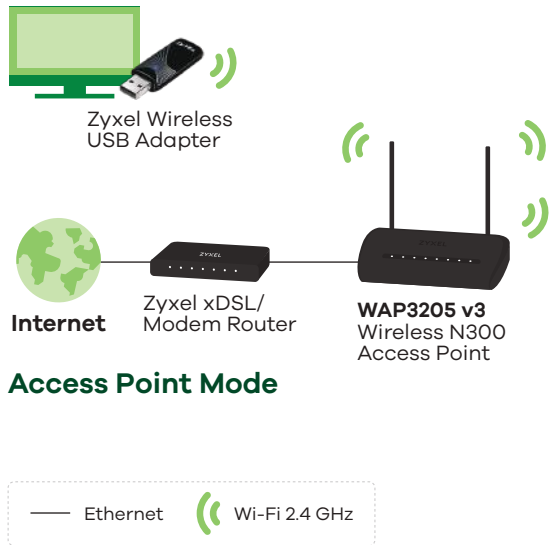 Zyxel Wireless
USB Adapter
ZYXEL
ZYXEL
Internet
Zyxel xDSL/
Modem Router
WAP3205 v3
Wireless N300
Access Point
Access Point Mode
Ethernet
Wi-Fi 2.4 GHz